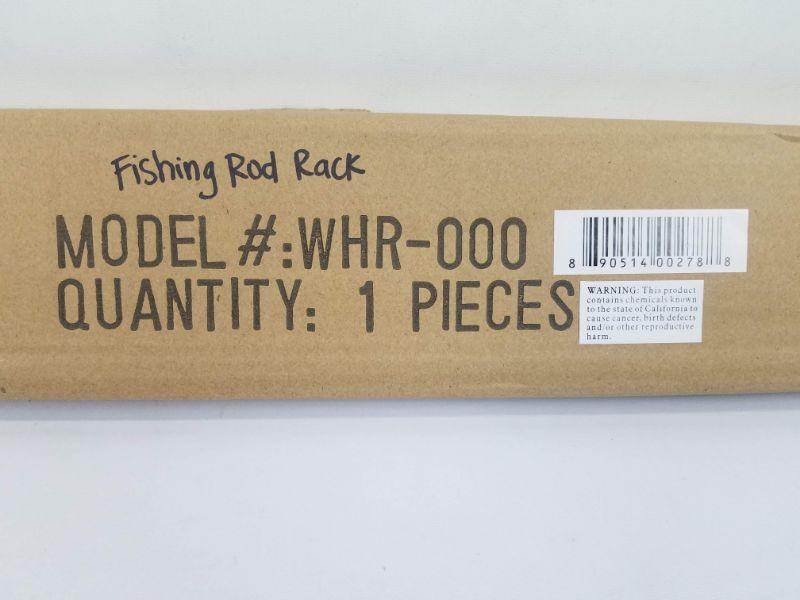 Fishing Rod Rack
MODEL #:WHR-000
QUANTITY: 1 PIECES
8 90514 00278 8
WARNING: This product
contains chemicals known
to the state of California to
cause cancer, birth defects
and/or other reproductive
harm.